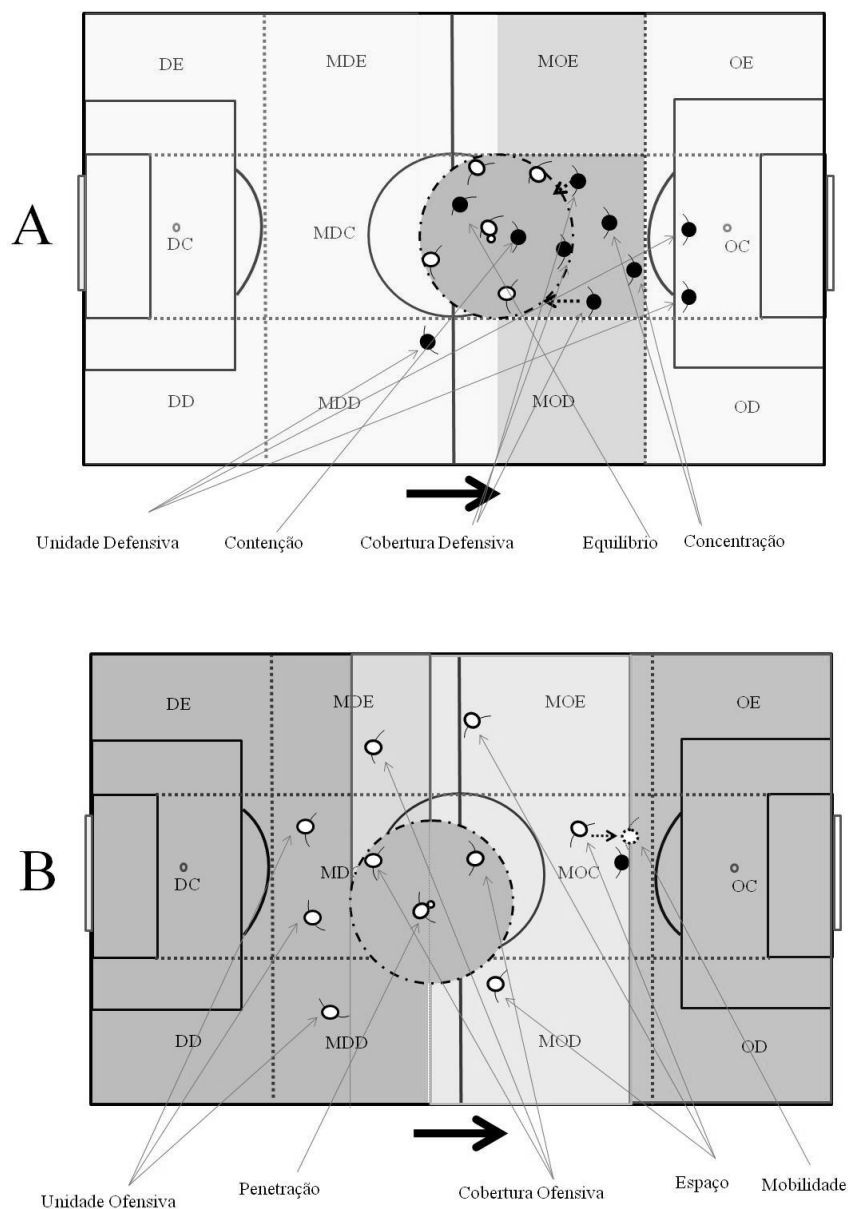 DE MDE MOE OE
A
DC MDC OC
DD MDD MOD OD
Unidade Defensiva Contenção Cobertura Defensiva Equilíbrio Concentração
DE MDE MOE OE
B
DC MDC MOC OC
DD MDD MOD OD
Unidade Ofensiva Penetração Cobertura Ofensiva Espaço Mobilidade